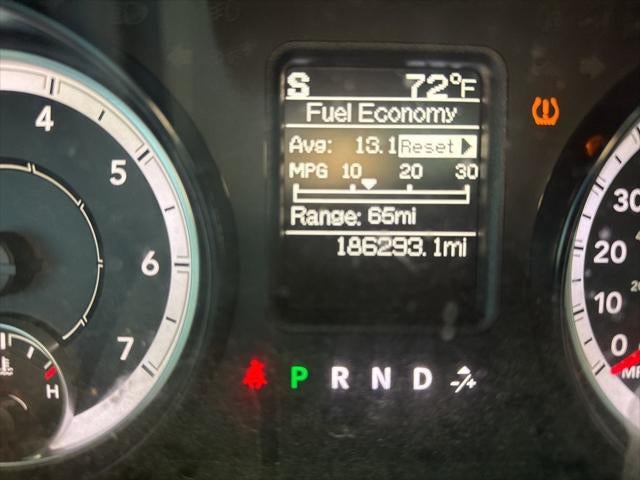 S 72°F
Fuel Economy
Avg: 13.1 Reset
MPG 10 20 30
Range: 65mi
186293.1mi
P R N D -/+
4
5
6
7
H
30
20
10
0